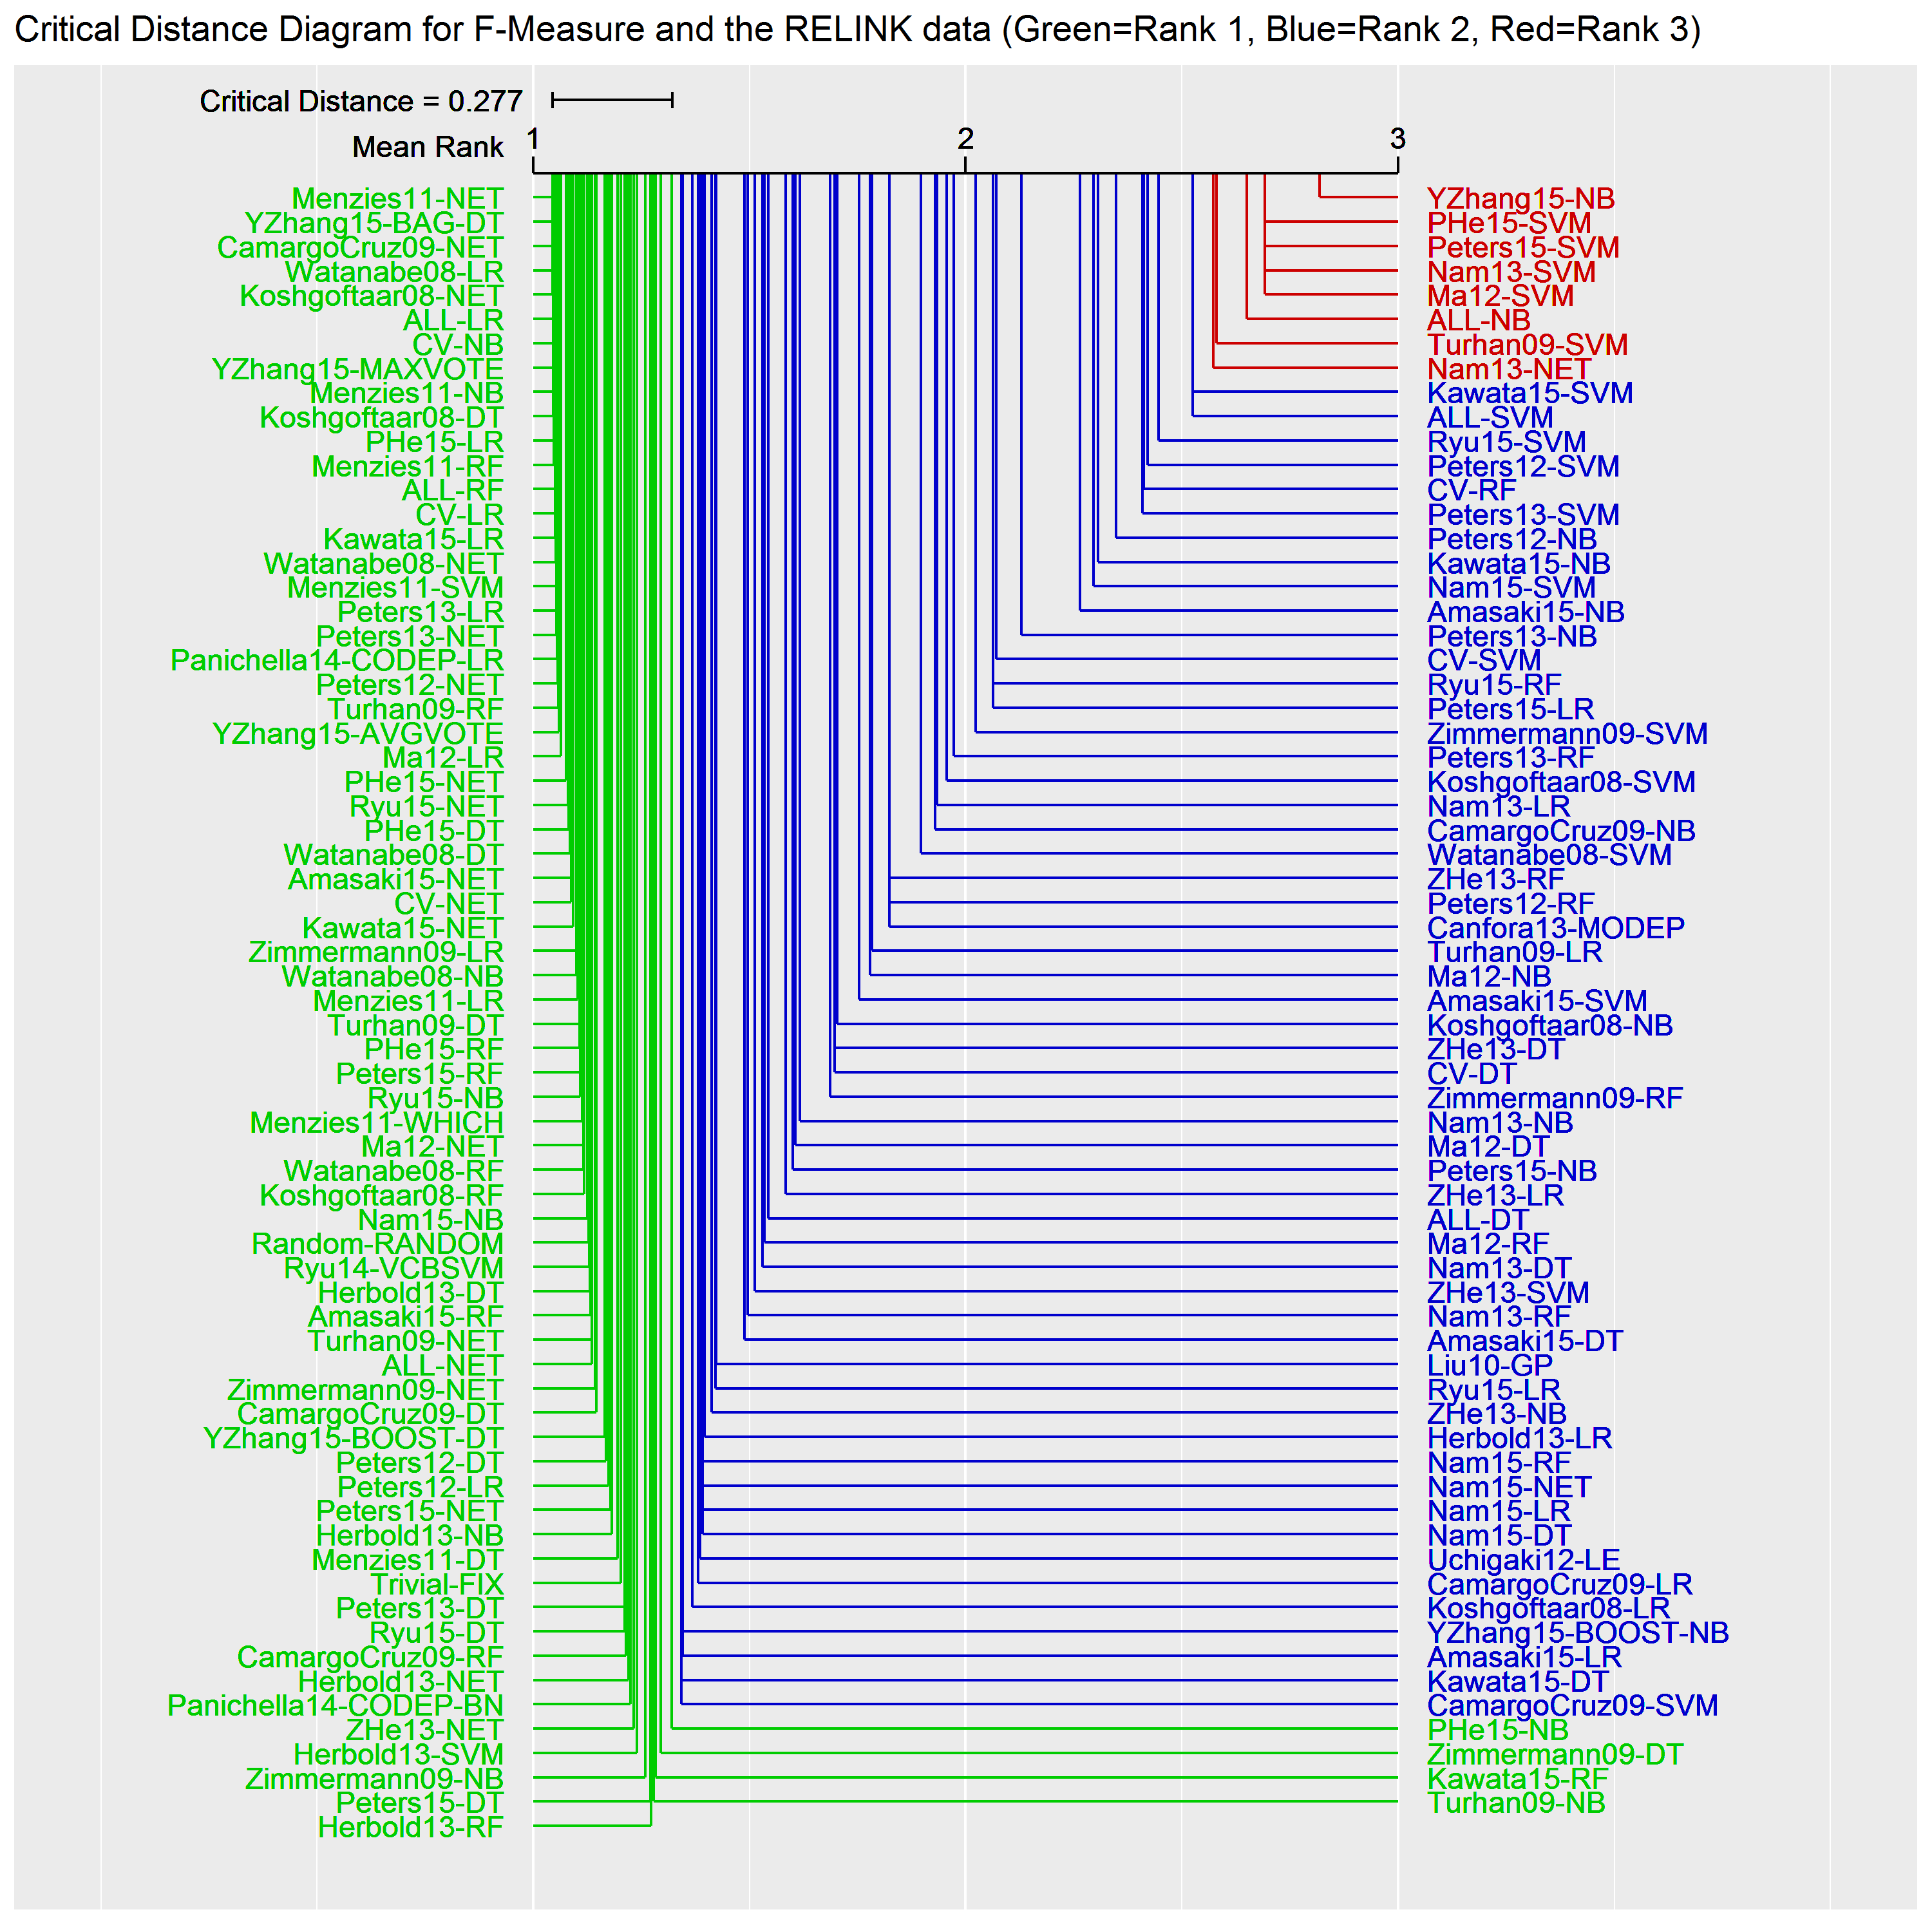 Critical Distance Diagram for F-Measure and the RELINK data (Green=Rank 1, Blue=Rank 2, Red=Rank 3)
Critical Distance = 0.277
Mean Rank
1 2 3
Menzies11-NET
YZhang15-BAG-DT
CamargoCruz09-NET
Watanabe08-LR
Koshgoftaar08-NET
ALL-LR
CV-NB
YZhang15-MAXVOTE
Menzies11-NB
Koshgoftaar08-DT
PHe15-LR
Menzies11-RF
ALL-RF
CV-LR
Kawata15-LR
Watanabe08-NET
Menzies11-SVM
Peters13-LR
Peters13-NET
Panichella14-CODEP-LR
Peters12-NET
Turhan09-RF
YZhang15-AVGVOTE
Ma12-LR
PHe15-NET
Ryu15-NET
PHe15-DT
Watanabe08-DT
Amasaki15-NET
CV-NET
Kawata15-NET
Zimmermann09-LR
Watanabe08-NB
Menzies11-LR
Turhan09-DT
PHe15-RF
Peters15-RF
Ryu15-NB
Menzies11-WHICH
Ma12-NET
Watanabe08-RF
Koshgoftaar08-RF
Nam15-NB
Random-RANDOM
Ryu14-VCBSVM
Herbold13-DT
Amasaki15-RF
Turhan09-NET
ALL-NET
Zimmermann09-NET
CamargoCruz09-DT
YZhang15-BOOST-DT
Peters12-DT
Peters12-LR
Peters15-NET
Herbold13-NB
Menzies11-DT
Trivial-FIX
Peters13-DT
Ryu15-DT
CamargoCruz09-RF
Herbold13-NET
Panichella14-CODEP-BN
ZHe13-NET
Herbold13-SVM
Zimmermann09-NB
Peters15-DT
Herbold13-RF
YZhang15-NB
PHe15-SVM
Peters15-SVM
Nam13-SVM
Ma12-SVM
ALL-NB
Turhan09-SVM
Nam13-NET
Kawata15-SVM
ALL-SVM
Ryu15-SVM
Peters12-SVM
CV-RF
Peters13-SVM
Peters12-NB
Kawata15-NB
Nam15-SVM
Amasaki15-NB
Peters13-NB
CV-SVM
Ryu15-RF
Peters15-LR
Zimmermann09-SVM
Peters13-RF
Koshgoftaar08-SVM
Nam13-LR
CamargoCruz09-NB
Watanabe08-SVM
ZHe13-RF
Peters12-RF
Canfora13-MODEP
Turhan09-LR
Ma12-NB
Amasaki15-SVM
Koshgoftaar08-NB
ZHe13-DT
CV-DT
Zimmermann09-RF
Nam13-NB
Ma12-DT
Peters15-NB
ZHe13-LR
ALL-DT
Ma12-RF
Nam13-DT
ZHe13-SVM
Nam13-RF
Amasaki15-DT
Liu10-GP
Ryu15-LR
ZHe13-NB
Herbold13-LR
Nam15-RF
Nam15-NET
Nam15-LR
Nam15-DT
Uchigaki12-LE
CamargoCruz09-LR
Koshgoftaar08-LR
YZhang15-BOOST-NB
Amasaki15-LR
Kawata15-DT
CamargoCruz09-SVM
PHe15-NB
Zimmermann09-DT
Kawata15-RF
Turhan09-NB